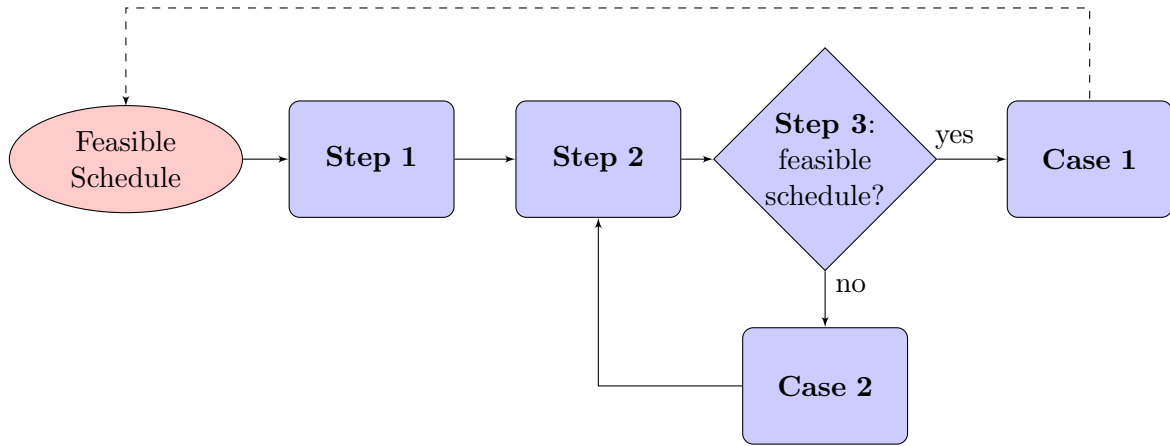 Feasible
Schedule
Step 1
Step 2
Step 3:
feasible
schedule?
yes
Case 1
no
Case 2